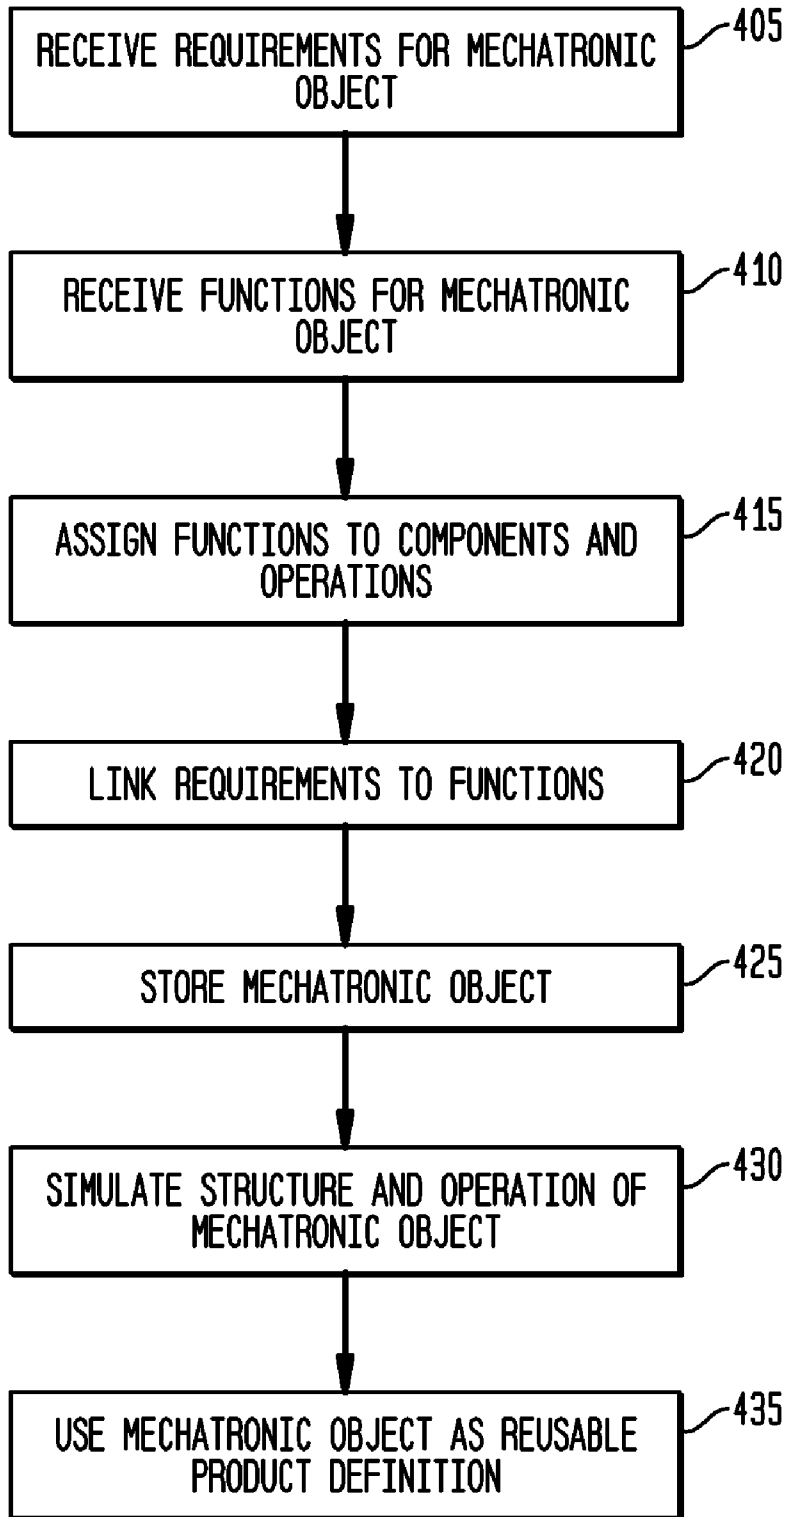 RECEIVE REQUIREMENTS FOR MECHATRONIC
OBJECT
405
RECEIVE FUNCTIONS FOR MECHATRONIC
OBJECT
410
ASSIGN FUNCTIONS TO COMPONENTS AND
OPERATIONS
415
LINK REQUIREMENTS TO FUNCTIONS
420
STORE MECHATRONIC OBJECT
425
SIMULATE STRUCTURE AND OPERATION OF
MECHATRONIC OBJECT
430
USE MECHATRONIC OBJECT AS REUSABLE
PRODUCT DEFINITION
435